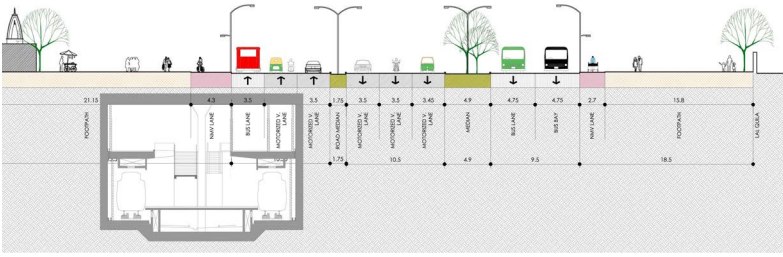 21.15
4.3
3.5
3.5
1.75
3.5
3.5
3.45
4.9
4.75
4.75
2.7
15.8
FOOTPATH
NMV LANE
BUS LANE
MOTORIZED V. LANE
MOTORIZED V. LANE
ROAD MEDIAN
MOTORIZED V. LANE
MOTORIZED V. LANE
MOTORIZED V. LANE
MEDIAN
BUS LANE
BUS BAY
NMV LANE
FOOTPATH
LAL QUILA
1.75
10.5
4.9
9.5
18.5